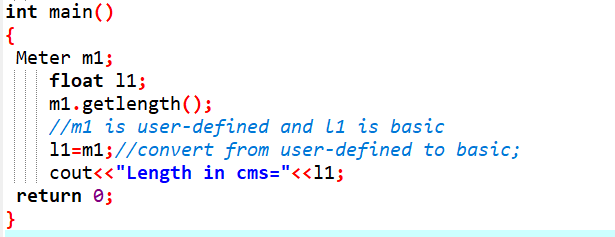 int main()
{
Meter m1;
float l1;
m1.getlength();
//m1 is user-defined and l1 is basic
l1=m1;//convert from user-defined to basic;
cout<<"Length in cms="<<l1;
return 0;
}